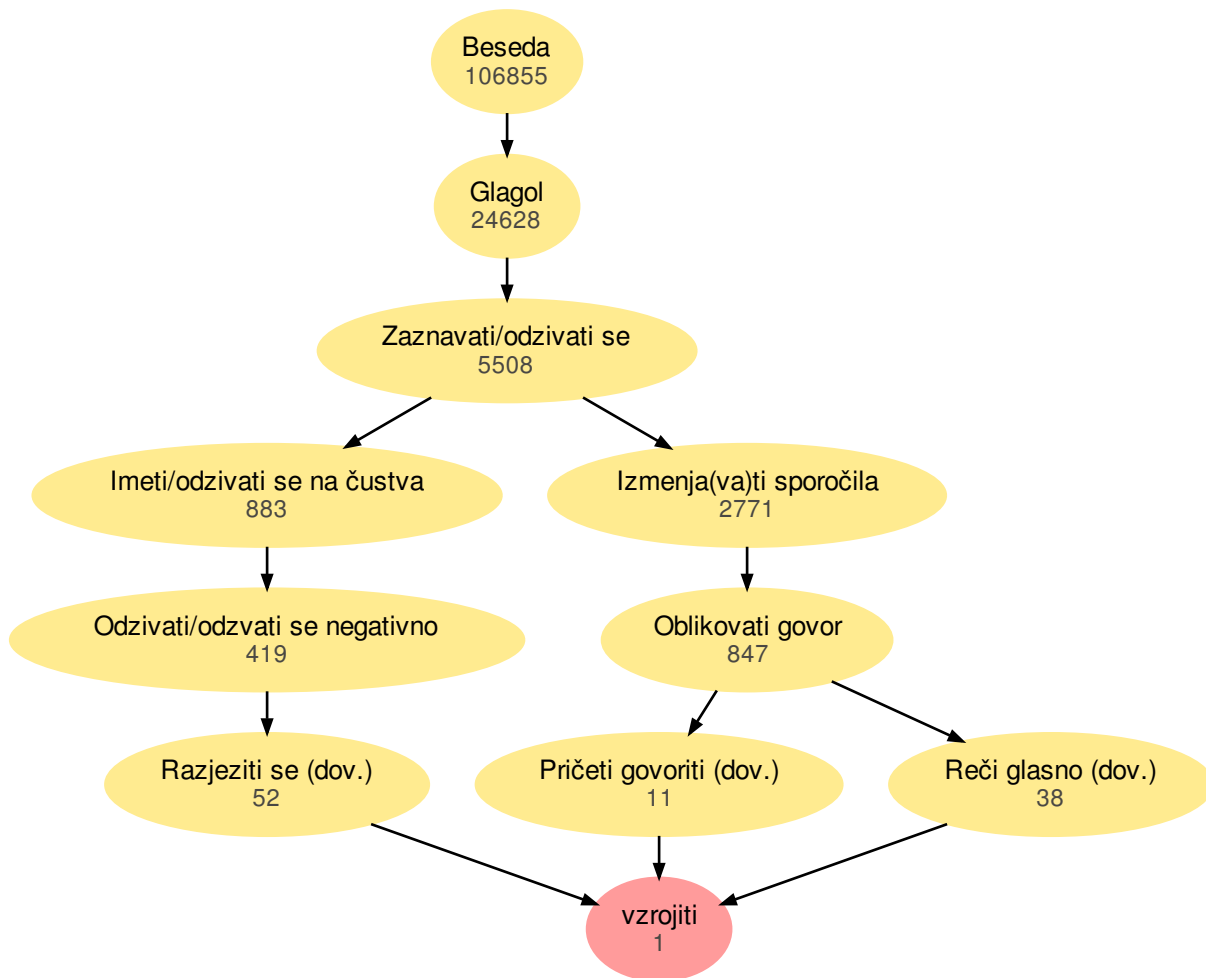 Beseda
106855
Glagol
24628
Zaznavati/odzivati se
5508
Imeti/odzivati se na čustva
883
Izmenja(va)ti sporočila
2771
Odzivati/odzvati se negativno
419
Oblikovati govor
847
Razjeziti se (dov.)
52
Pričeti govoriti (dov.)
11
Reči glasno (dov.)
38
vzrojiti
1